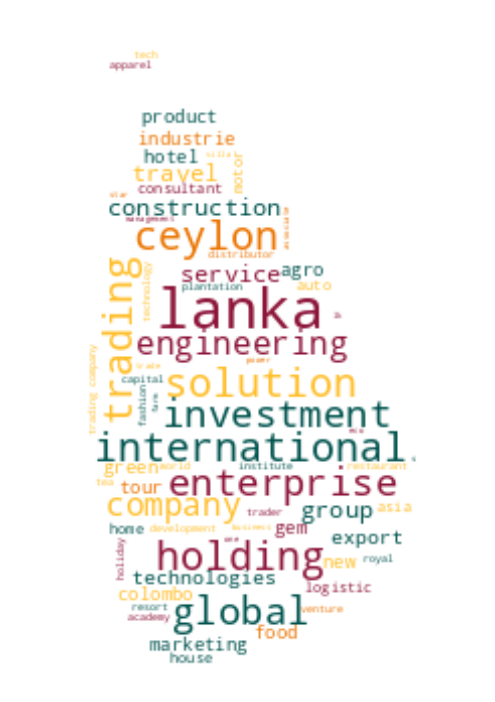 tech
apparel
product
industrie
hotel
villa
motor
travel
consultant
star
construction
management
associate
ceylon
distributor
service
agro
plantation
auto
technology
trading
lanka
engineering
trading company
trade
power
capital
solution
fashion
farm
investment
international
green
world
institute
restaurant
tea
tour
enterprise
company
trader
group
asia
home
development
business
gem
export
holiday
holding
new
royal
technologies
logistic
colombo
resort
global
venture
academy
food
marketing
house